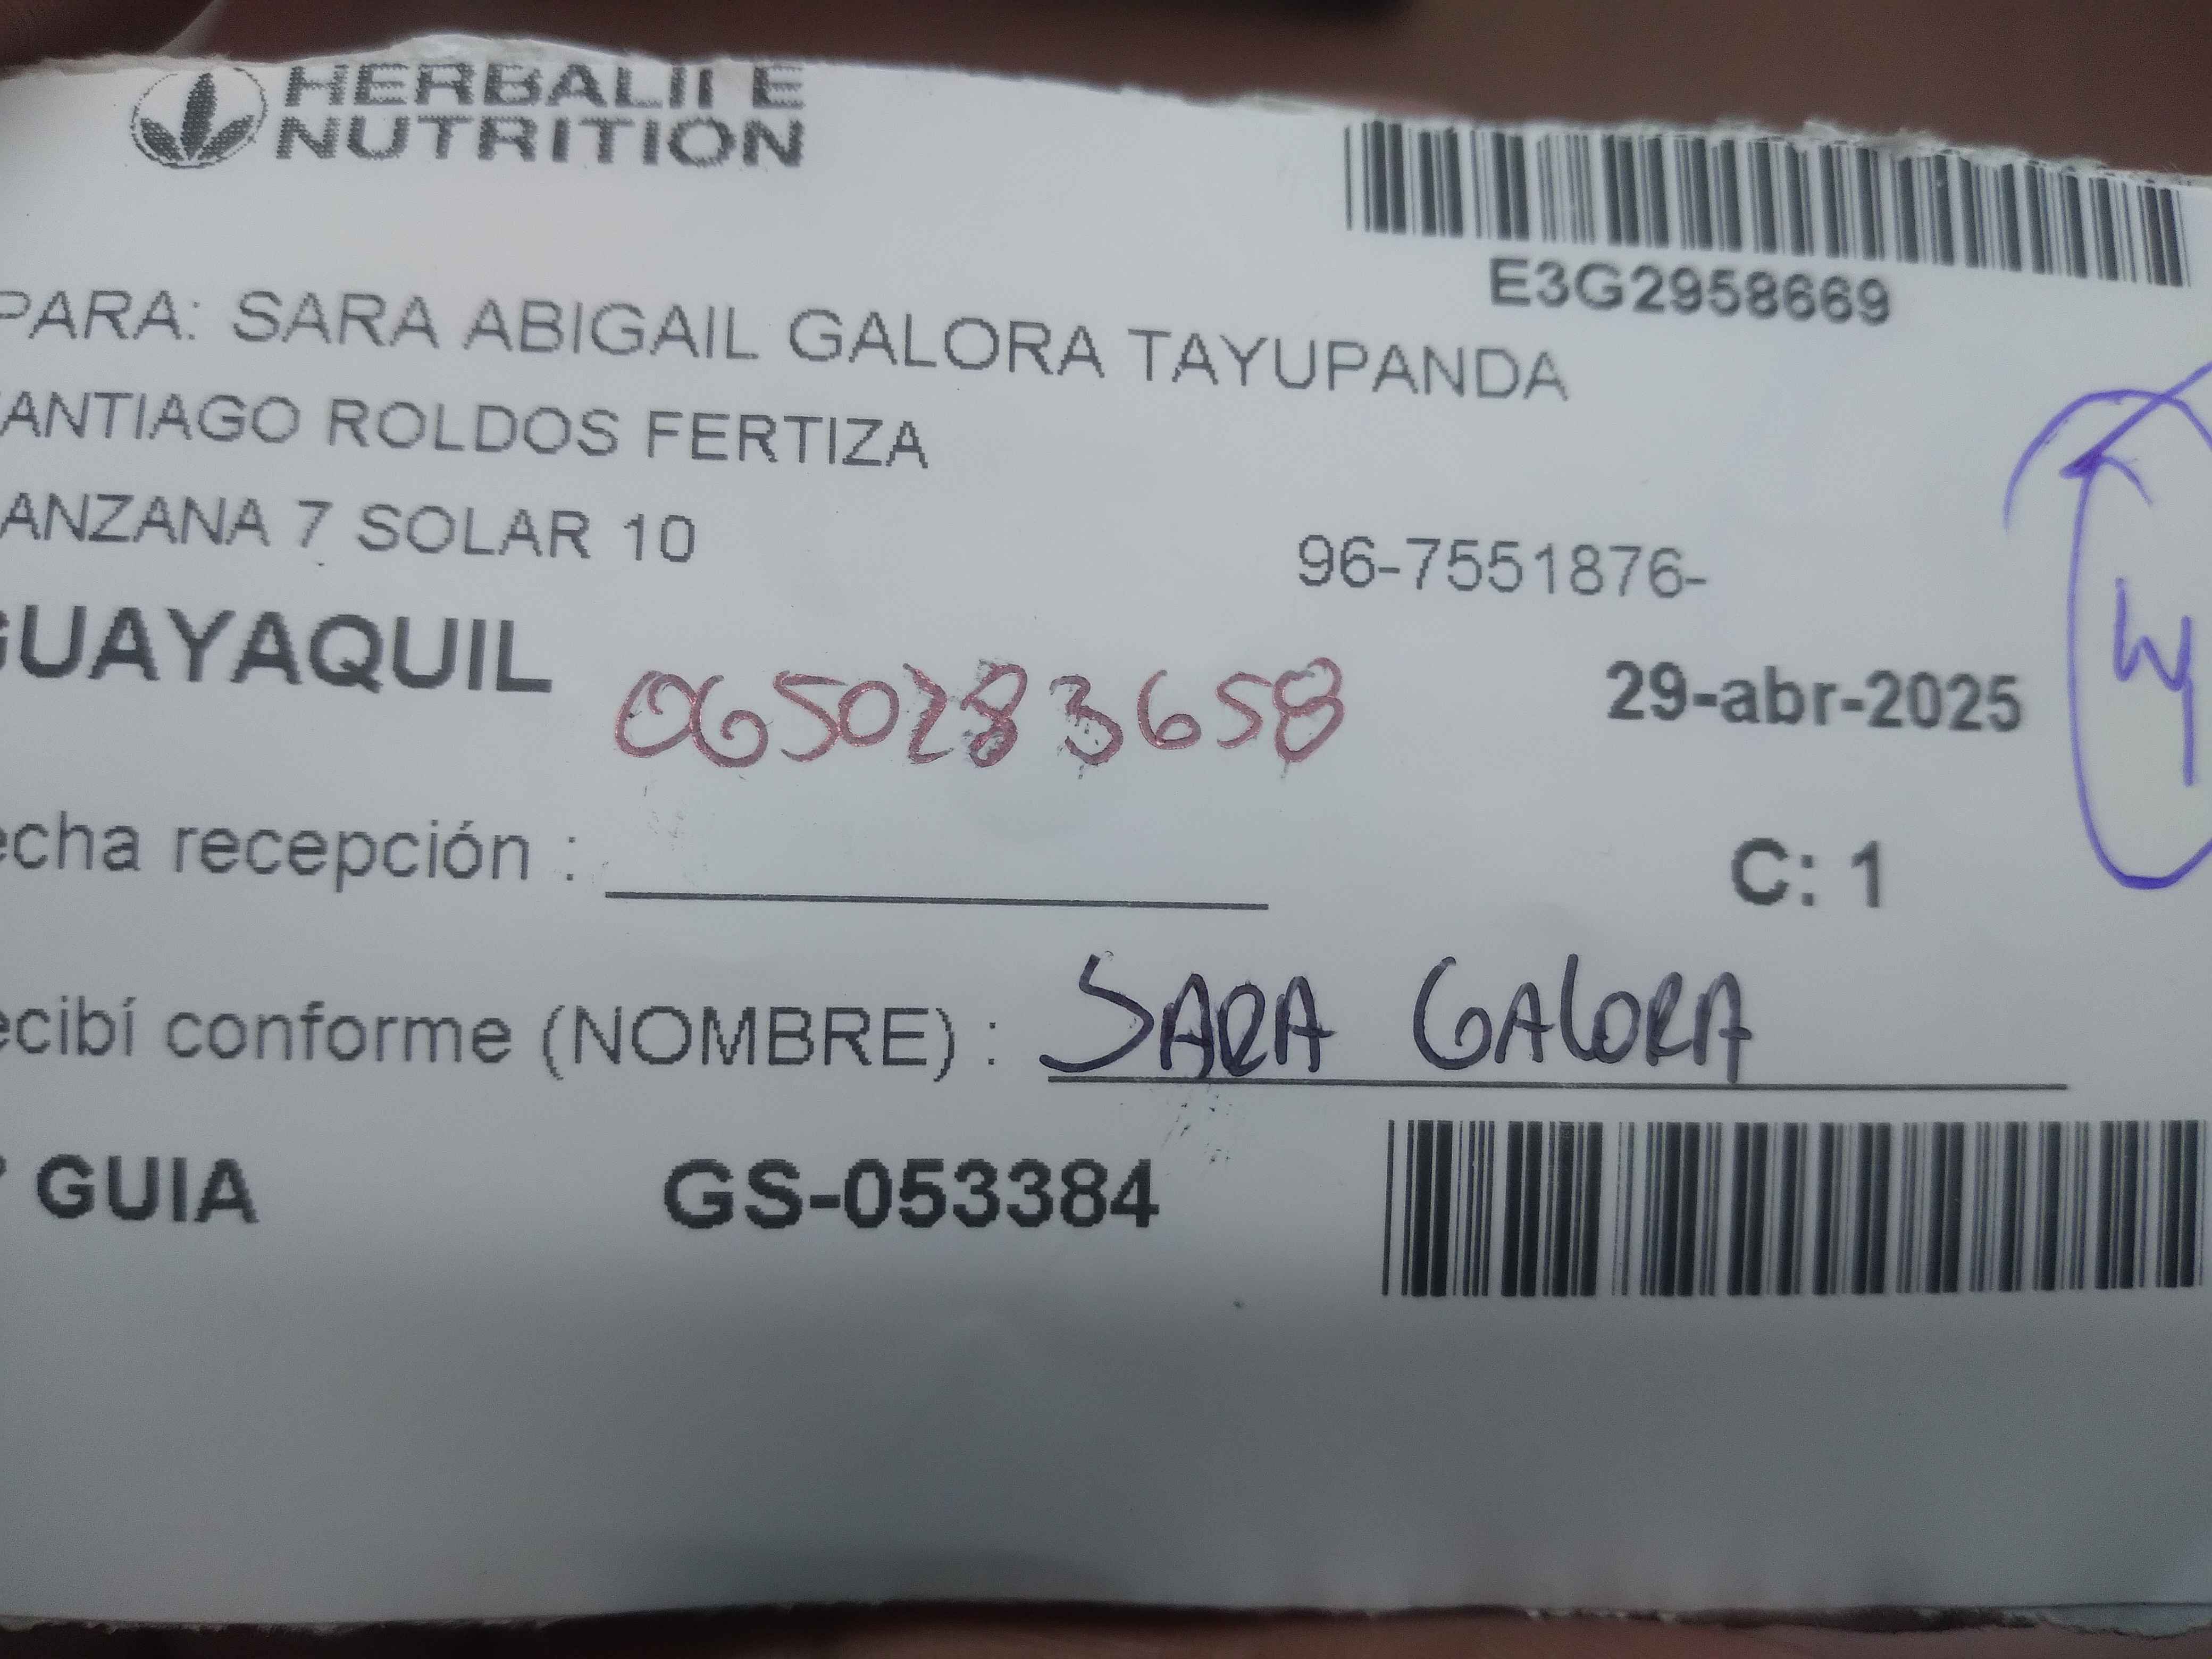 HERBALIFE
NUTRITION
E3G2958669
PARA: SARA ABIGAIL GALORA TAYUPANDA
ANTIAGO ROLDOS FERTIZA
ANZANA 7 SOLAR 10
96-7551876-
GUAYAQUIL
0650283658
29-abr-2025
echa recepción :
C: 1
ecibí conforme (NOMBRE) : SARA GALORA
GUIA GS-053384